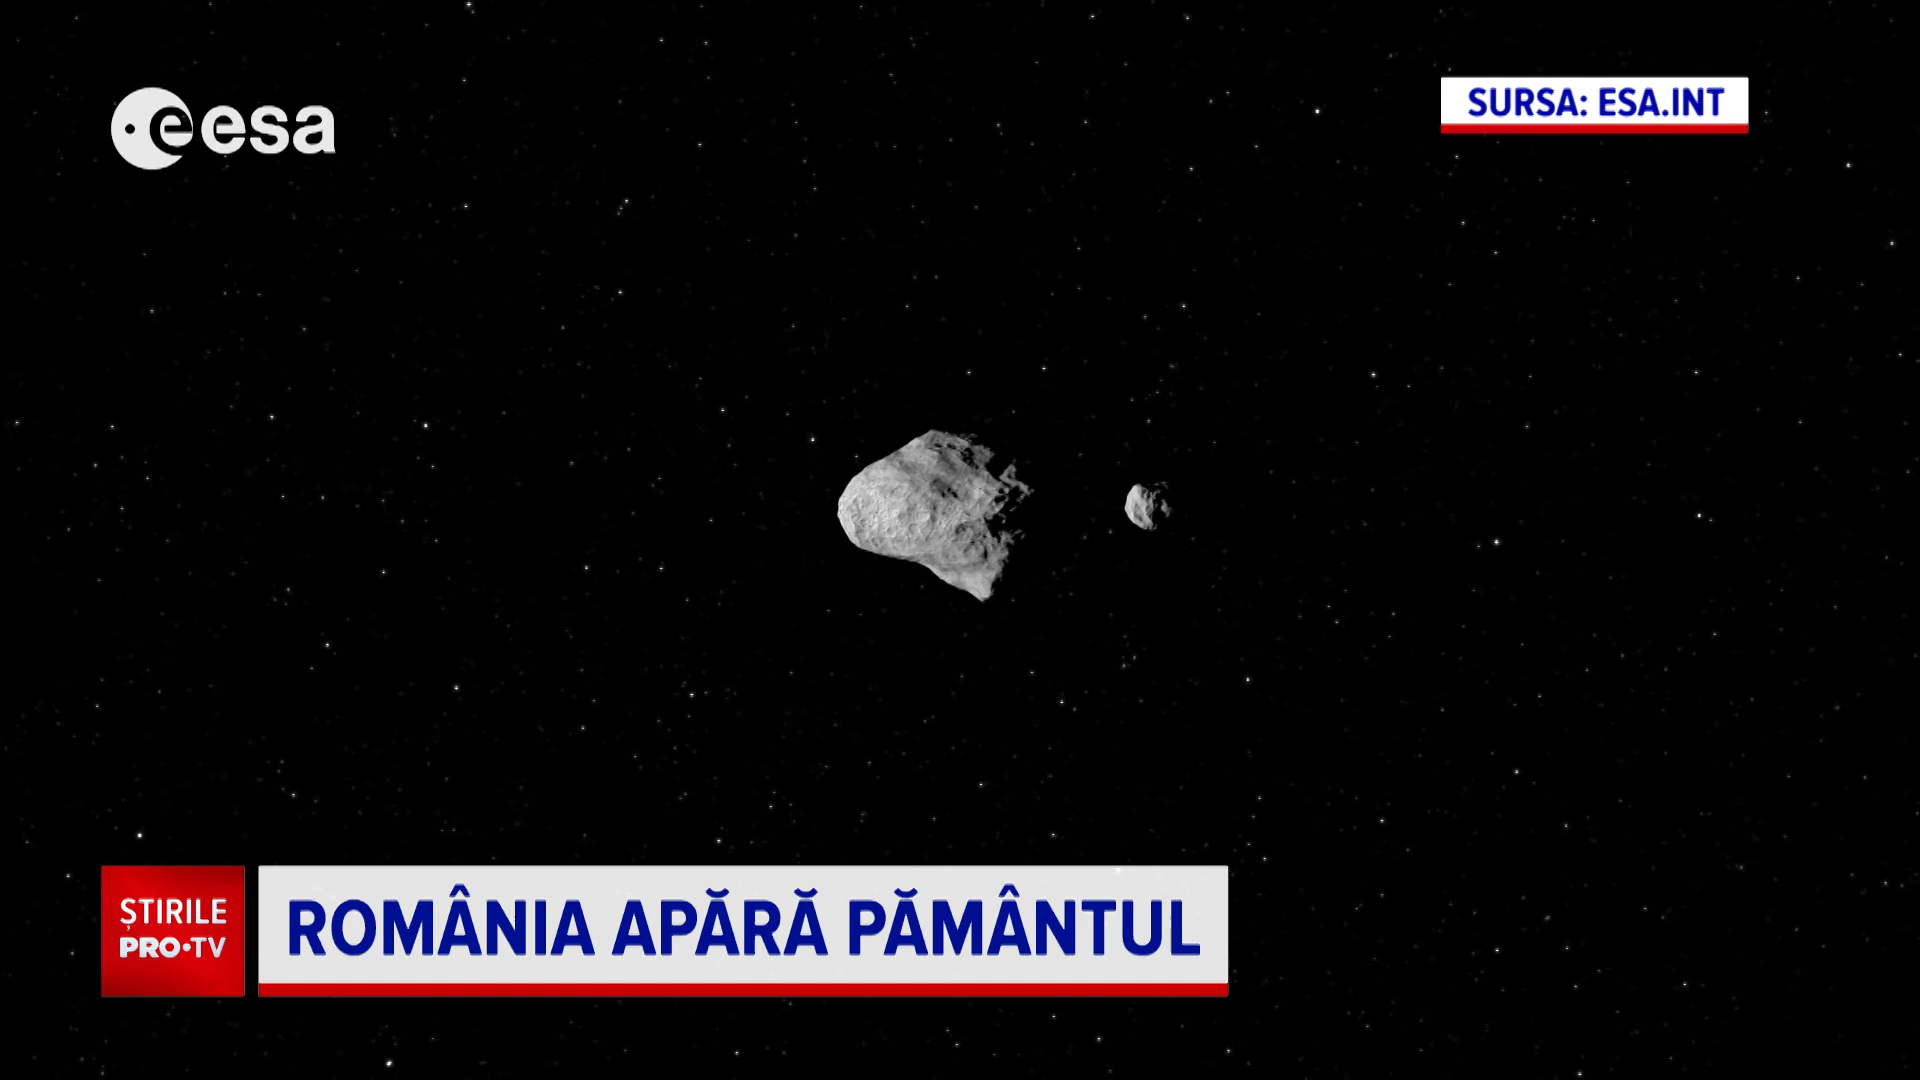 esa
SURSA: ESA.INT
ȘTIRILE
PRO•TV
ROMÂNIA APĂRĂ PĂMÂNTUL